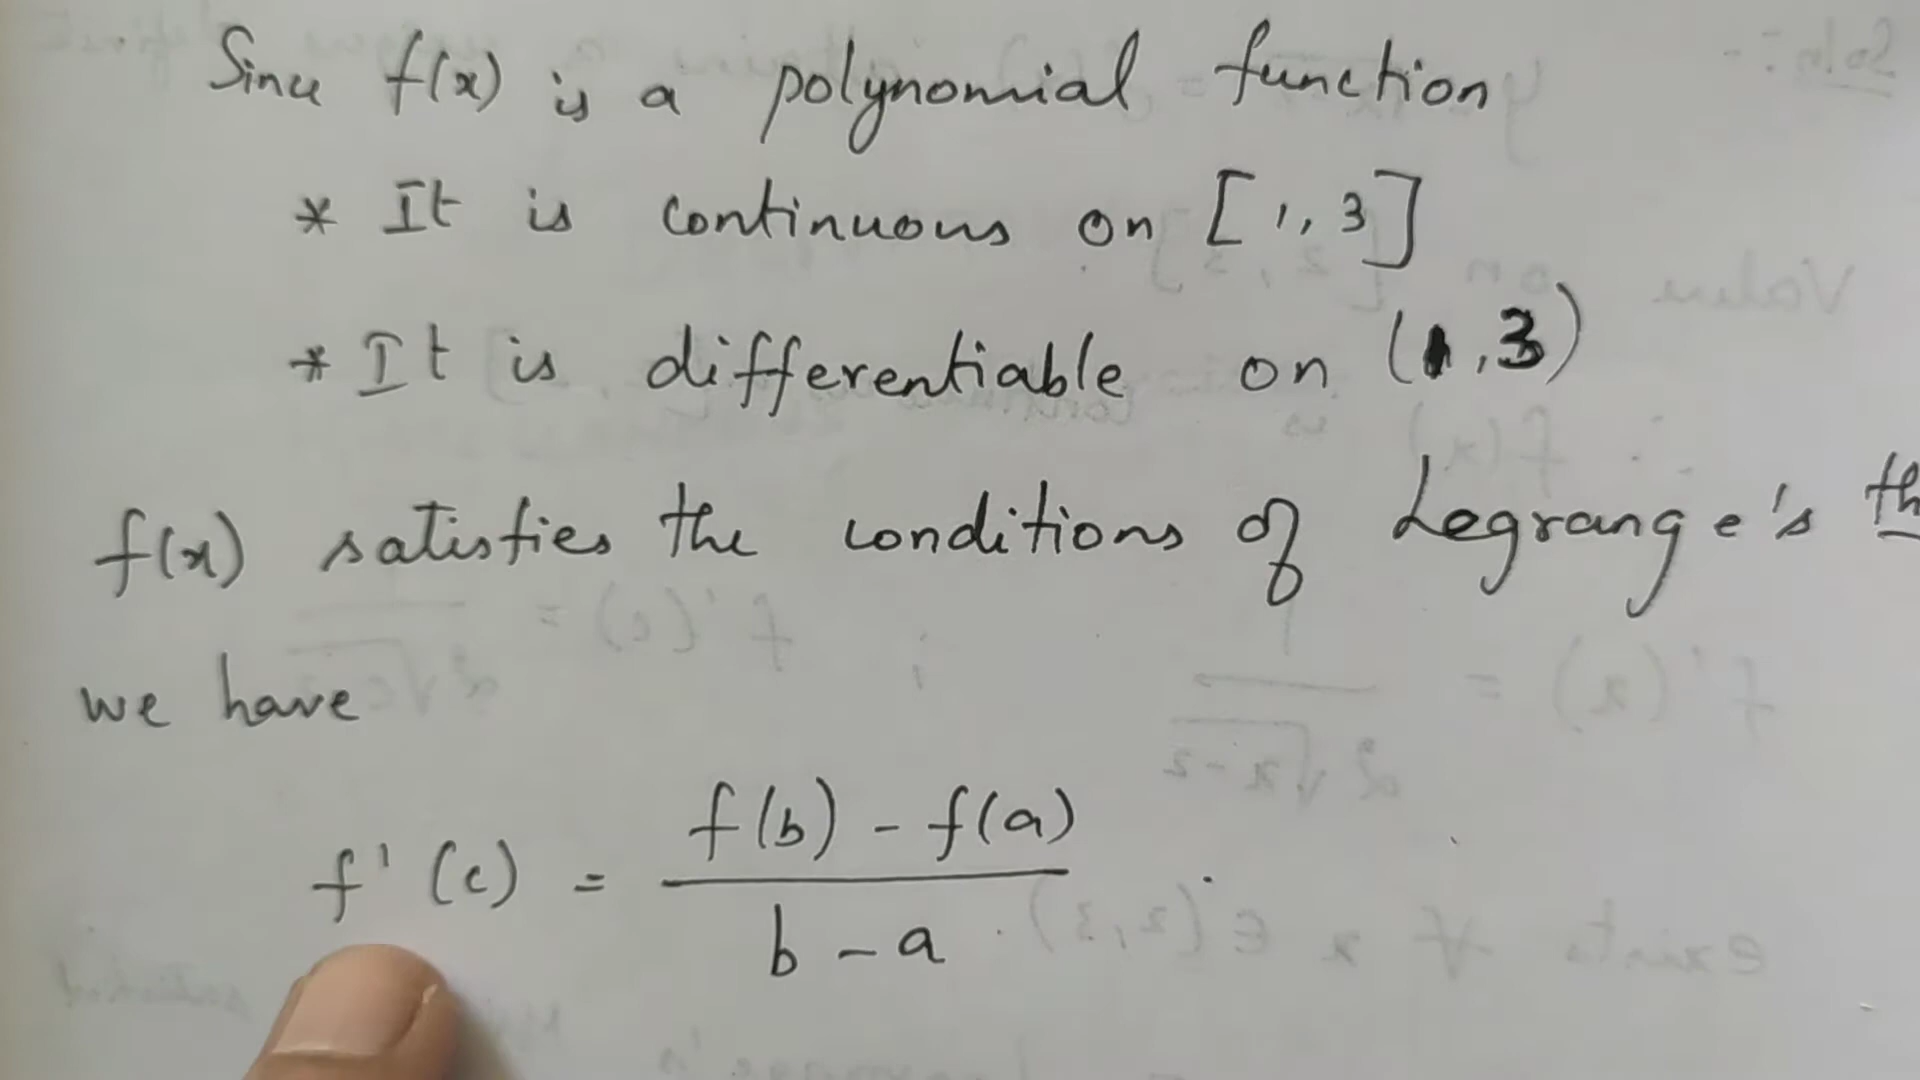 Since f(x) is a polynomial function
* It is continuous on [1, 3]
* It is differentiable on (1, 3)
f(x) satisfies the conditions of Legrange's th
we have
f'(c) = f(b) - f(a) / b - a